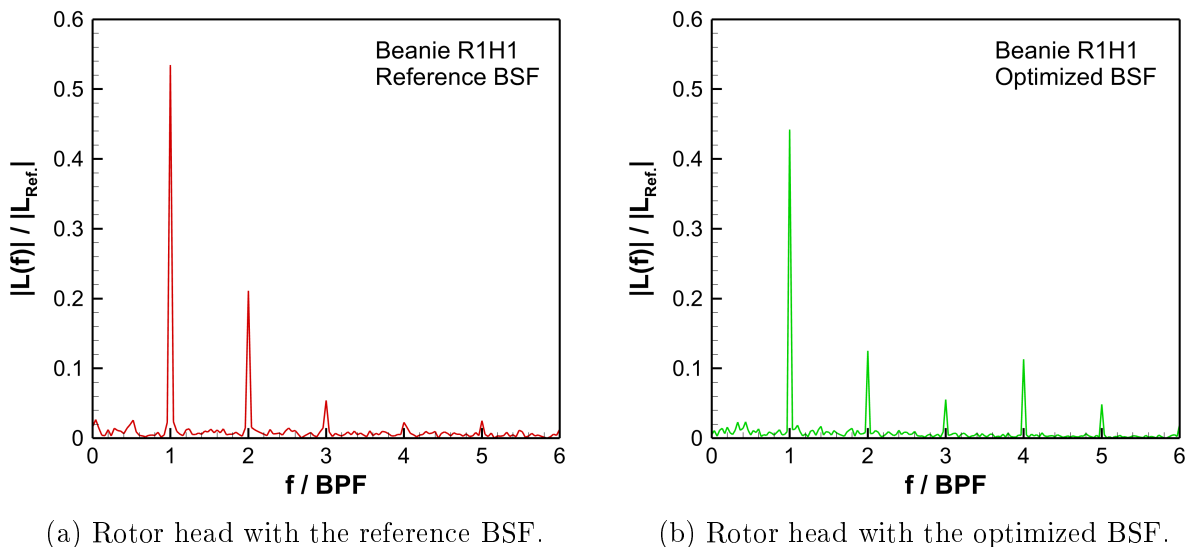 0.6
0.5
0.4
0.3
0.2
0.1
0
|L(f)| / |L_Ref.|
Beanie R1H1
Reference BSF
0 1 2 3 4 5 6
f / BPF
(a) Rotor head with the reference BSF.
0.6
0.5
0.4
0.3
0.2
0.1
0
|L(f)| / |L_Ref.|
Beanie R1H1
Optimized BSF
0 1 2 3 4 5 6
f / BPF
(b) Rotor head with the optimized BSF.